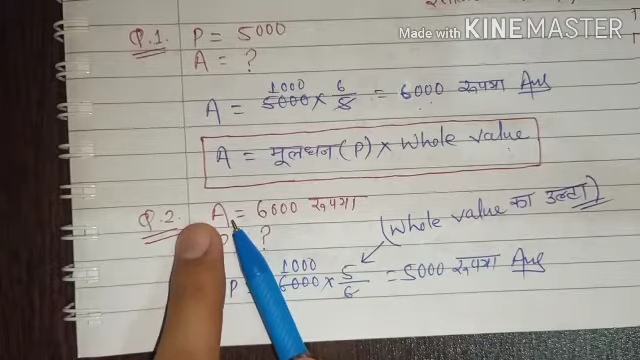 Made with KINEMASTER
Q.1. P = 5000
A = ?
1000
A = 5000 × 6/5 = 6000 रुपया Ans
A = मूलधन (P) × Whole value
Q.2. A = 6000 रुपया
?
(Whole value का उल्टा)
1000
P = 6000 × 5/6 = 5000 रुपया Ans